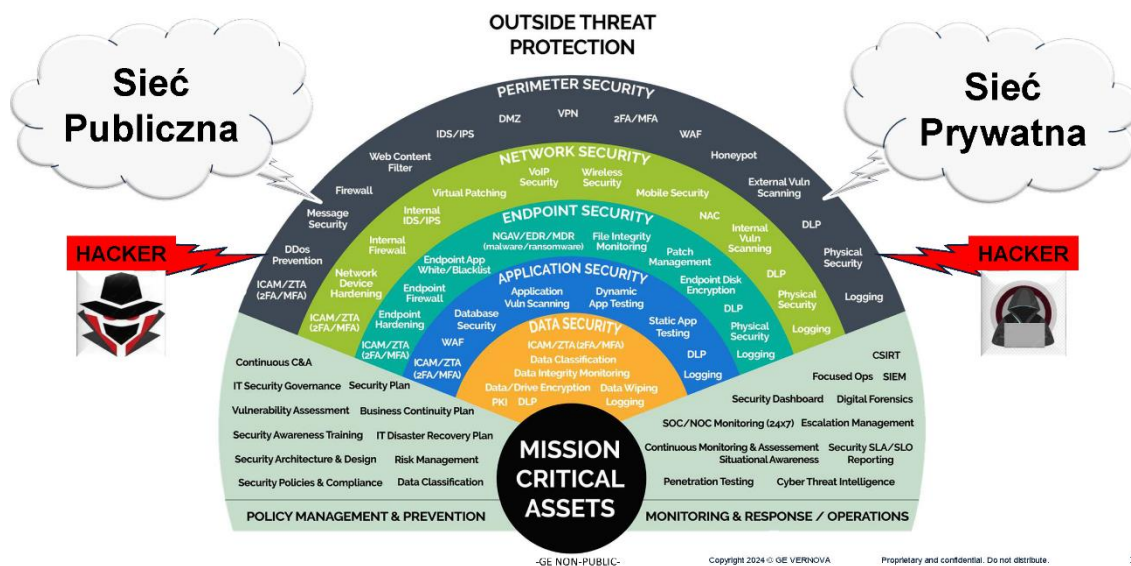 OUTSIDE THREAT
PROTECTION
Sieć
Publiczna
Sieć
Prywatna
HACKER
HACKER
PERIMETER SECURITY
ICAM/ZTA
(2FA/MFA)
DDos
Prevention
Message
Security
Firewall
Web Content
Filter
IDS/IPS
DMZ
VPN
2FA/MFA
WAF
Honeypot
External Vuln
Scanning
DLP
Physical
Security
Logging
NETWORK SECURITY
ICAM/ZTA
(2FA/MFA)
Network
Device
Hardening
Internal
Firewall
Internal
IDS/IPS
Virtual Patching
VoIP
Security
Wireless
Security
Mobile Security
NAC
Internal
Vuln
Scanning
DLP
Physical
Security
Logging
ENDPOINT SECURITY
ICAM/ZTA
(2FA/MFA)
Endpoint
Hardening
Endpoint
Firewall
Endpoint App
White/Blacklist
NGAV/EDR/MDR
(malware/ransomware)
File Integrity
Monitoring
Patch
Management
Endpoint Disk
Encryption
DLP
Physical
Security
Logging
APPLICATION SECURITY
ICAM/ZTA
(2FA/MFA)
WAF
Database
Security
Application
Vuln Scanning
Dynamic
App Testing
Static App
Testing
DLP
Logging
DATA SECURITY
ICAM/ZTA (2FA/MFA)
Data Classification
Data Integrity Monitoring
Data/Drive Encryption
Data Wiping
PKI
DLP
Logging
MISSION
CRITICAL
ASSETS
Continuous C&A
IT Security Governance
Security Plan
Vulnerability Assessment
Business Continuity Plan
Security Awareness Training
IT Disaster Recovery Plan
Security Architecture & Design
Risk Management
Security Policies & Compliance
Data Classification
POLICY MANAGEMENT & PREVENTION
CSIRT
Focused Ops
SIEM
Security Dashboard
Digital Forensics
SOC/NOC Monitoring (24x7)
Escalation Management
Continuous Monitoring & Assessment
Security SLA/SLO
Situational Awareness
Reporting
Penetration Testing
Cyber Threat Intelligence
MONITORING & RESPONSE / OPERATIONS
-GE NON-PUBLIC-
Copyright 2024 © GE VERNOVA
Proprietary and confidential. Do not distribute.